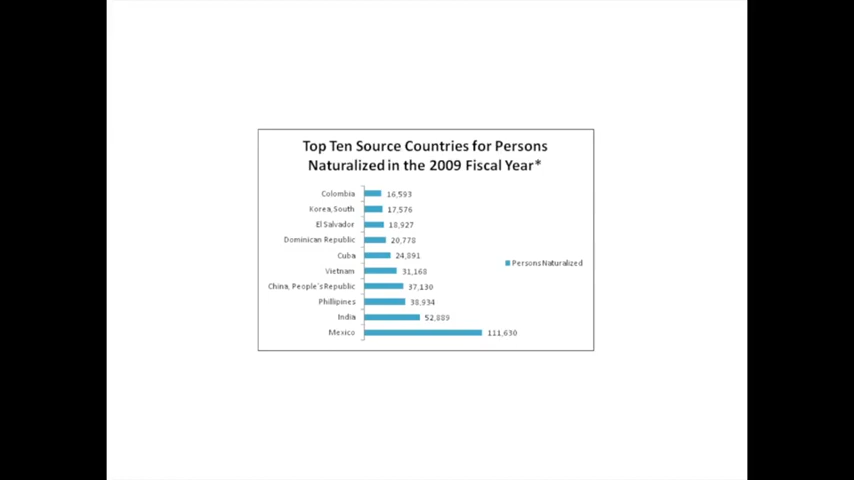 Top Ten Source Countries for Persons
Naturalized in the 2009 Fiscal Year*
Colombia 16,593
Korea, South 17,576
El Salvador 18,927
Dominican Republic 20,778
Cuba 24,891
Vietnam 31,168
China, People's Republic 37,130
Phillipines 38,934
India 52,889
Mexico 111,630
Persons Naturalized